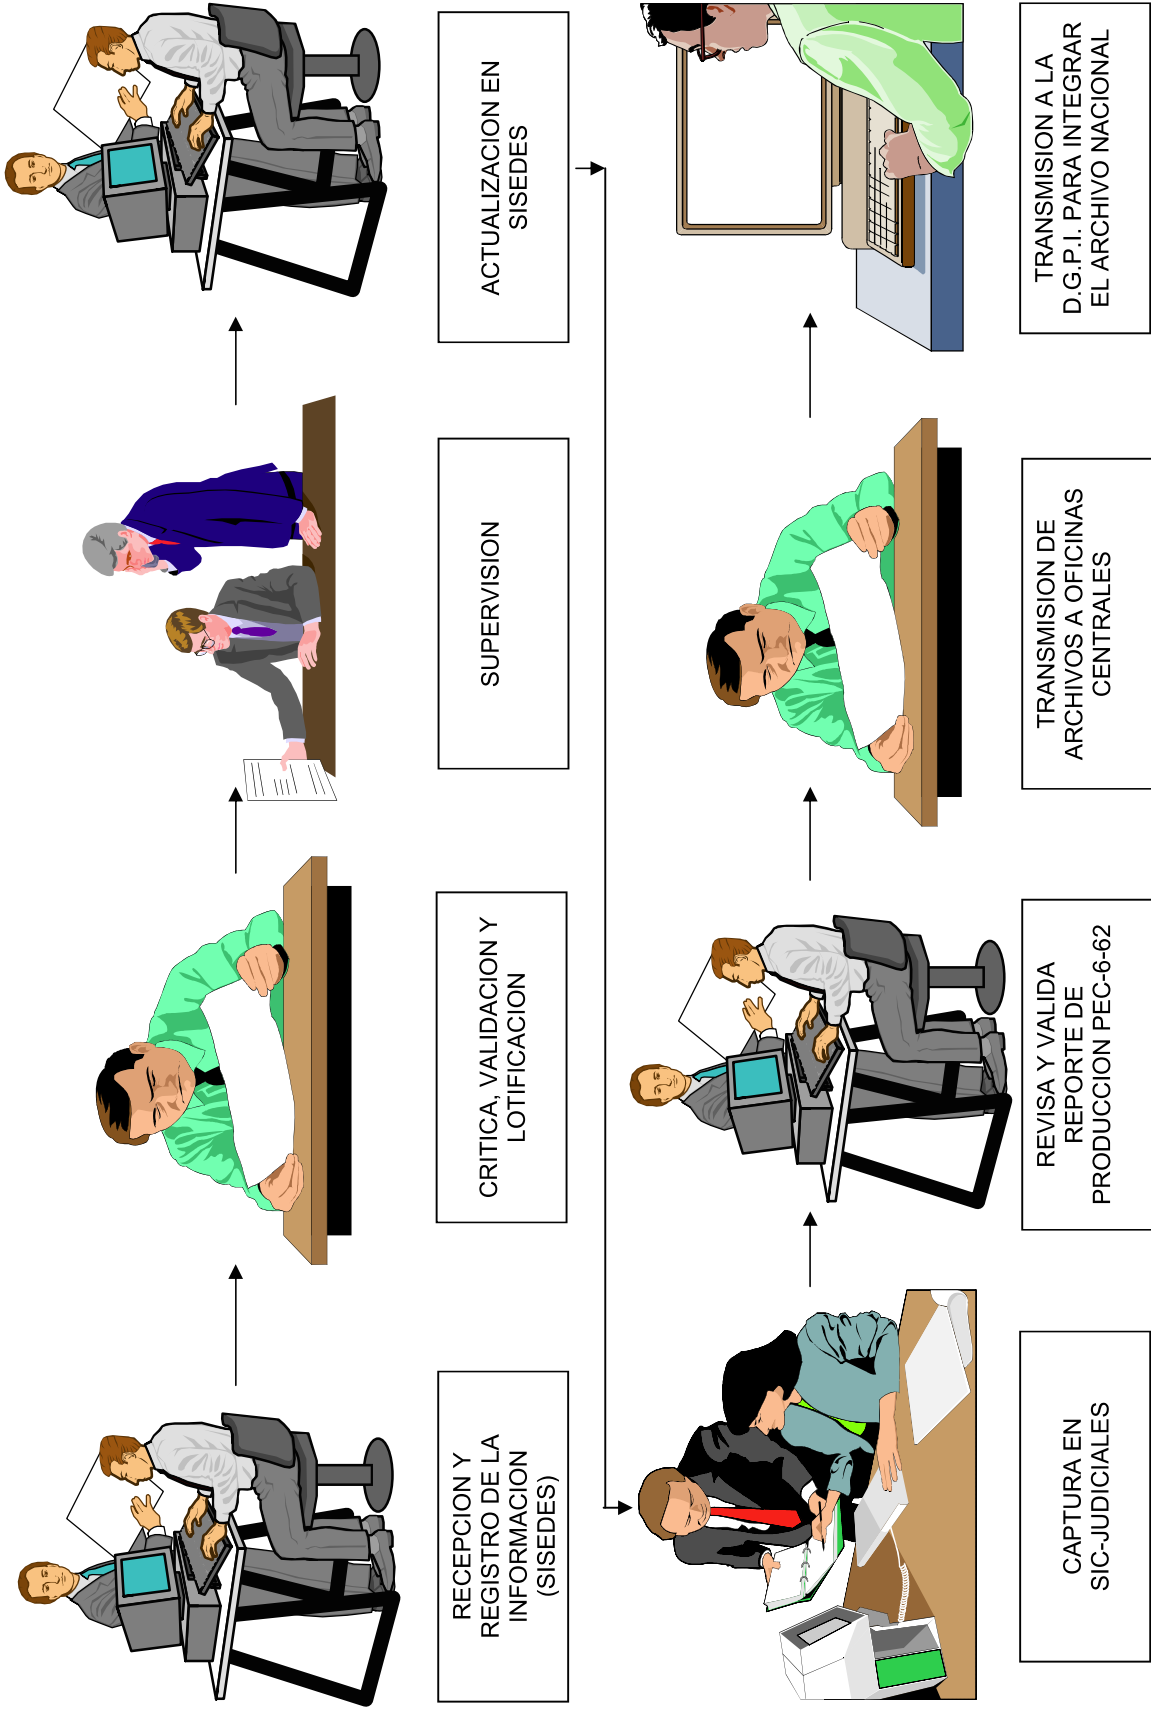 RECEPCION Y
REGISTRO DE LA
INFORMACION
(SISEDES)
CRITICA, VALIDACION Y
LOTIFICACION
SUPERVISION
ACTUALIZACION EN
SISEDES
CAPTURA EN
SIC-JUDICIALES
REVISA Y VALIDA
REPORTE DE
PRODUCCION PEC-6-62
TRANSMISION DE
ARCHIVOS A OFICINAS
CENTRALES
TRANSMISION A LA
D.G.P.I. PARA INTEGRAR
EL ARCHIVO NACIONAL